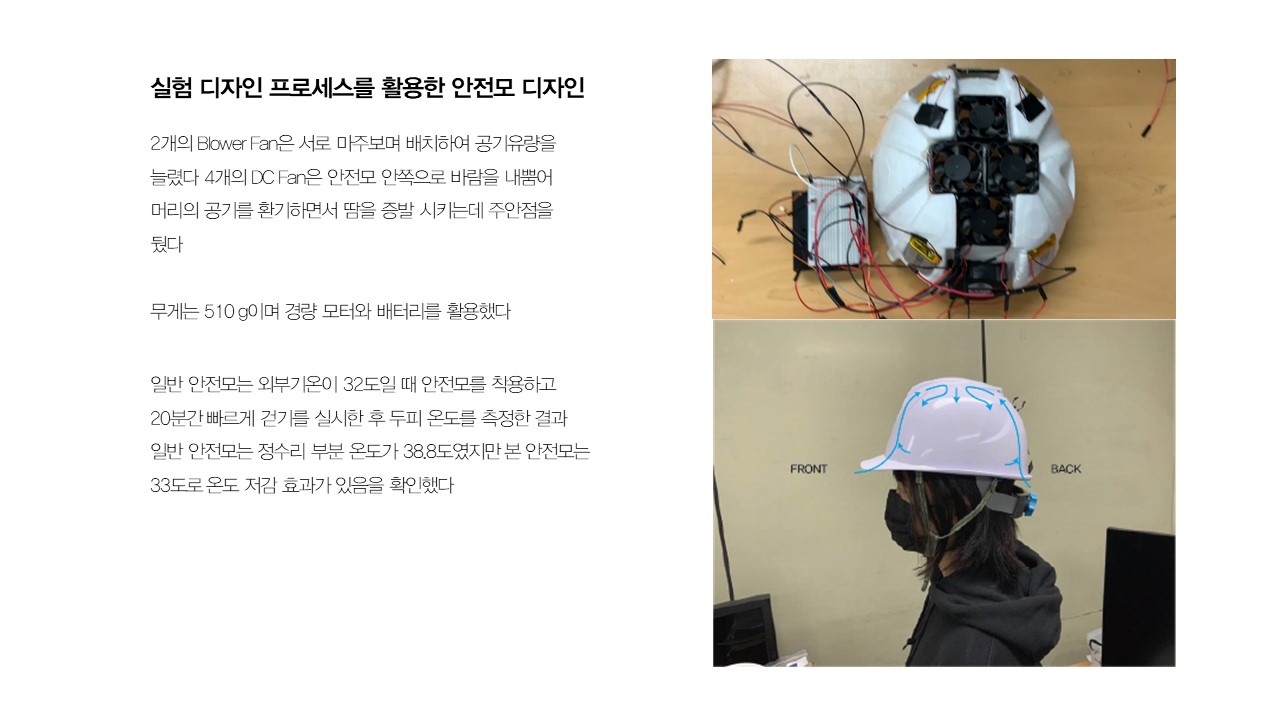 실험 디자인 프로세스를 활용한 안전모 디자인
2개의 Blower Fan은 서로 마주보며 배치하여 공기유량을
늘렸다 4개의 DC Fan은 안전모 안쪽으로 바람을 내뿜어
머리의 공기를 환기하면서 땀을 증발 시키는데 주안점을
뒀다
무게는 510 g이며 경량 모터와 배터리를 활용했다
일반 안전모는 외부기온이 32도일 때 안전모를 착용하고
20분간 빠르게 걷기를 실시한 후 두피 온도를 측정한 결과
일반 안전모는 정수리 부분 온도가 38.8도였지만 본 안전모는
33도로 온도 저감 효과가 있음을 확인했다
FRONT
BACK